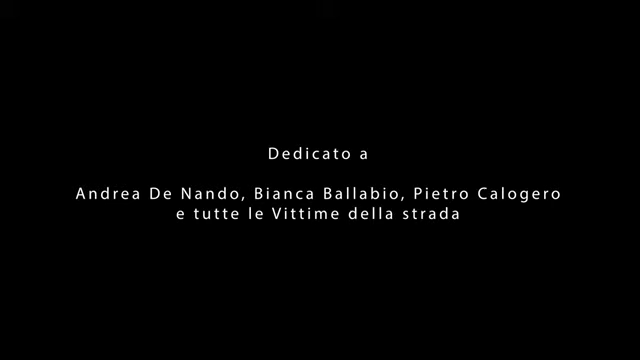 Dedicato a
Andrea De Nando, Bianca Ballabio, Pietro Calogero
e tutte le Vittime della strada